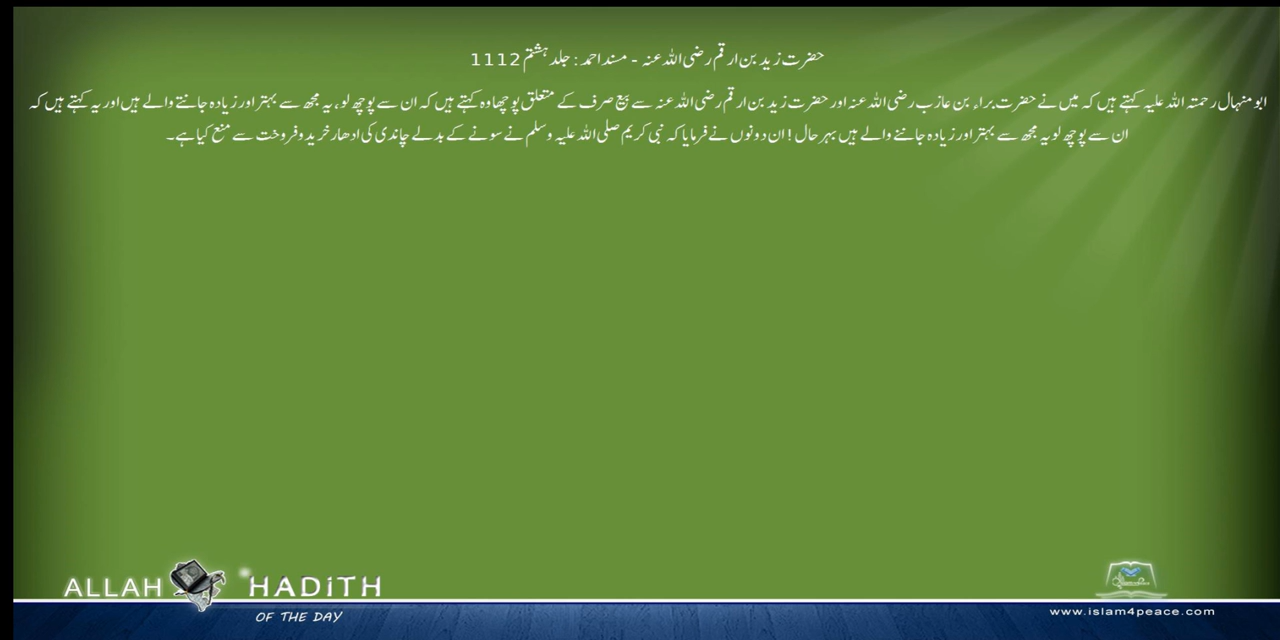 حضرت زید بن ارقم رضی اللہ عنہ - مسند احمد : جلد ہشتم 1112
ابو منہال رحمتہ اللہ علیہ کہتے ہیں کہ میں نے حضرت براء بن عازب رضی اللہ عنہ اور حضرت زید بن ارقم رضی اللہ عنہ سے بیع صرف کے متعلق پوچھا وہ کہتے ہیں کہ ان سے پوچھ لو، یہ مجھ سے بہتر اور زیادہ جاننے والے ہیں اور یہ کہتے ہیں کہ
ان سے پوچھ لو یہ مجھ سے بہتر اور زیادہ جاننے والے ہیں بہر حال ! ان دونوں نے فرمایا کہ نبی کریم صلی اللہ علیہ وسلم نے سونے کے بدلے چاندی کی ادھار خرید و فروخت سے منع کیا ہے۔
ALLAH HADITH
OF THE DAY
www.islam4peace.com